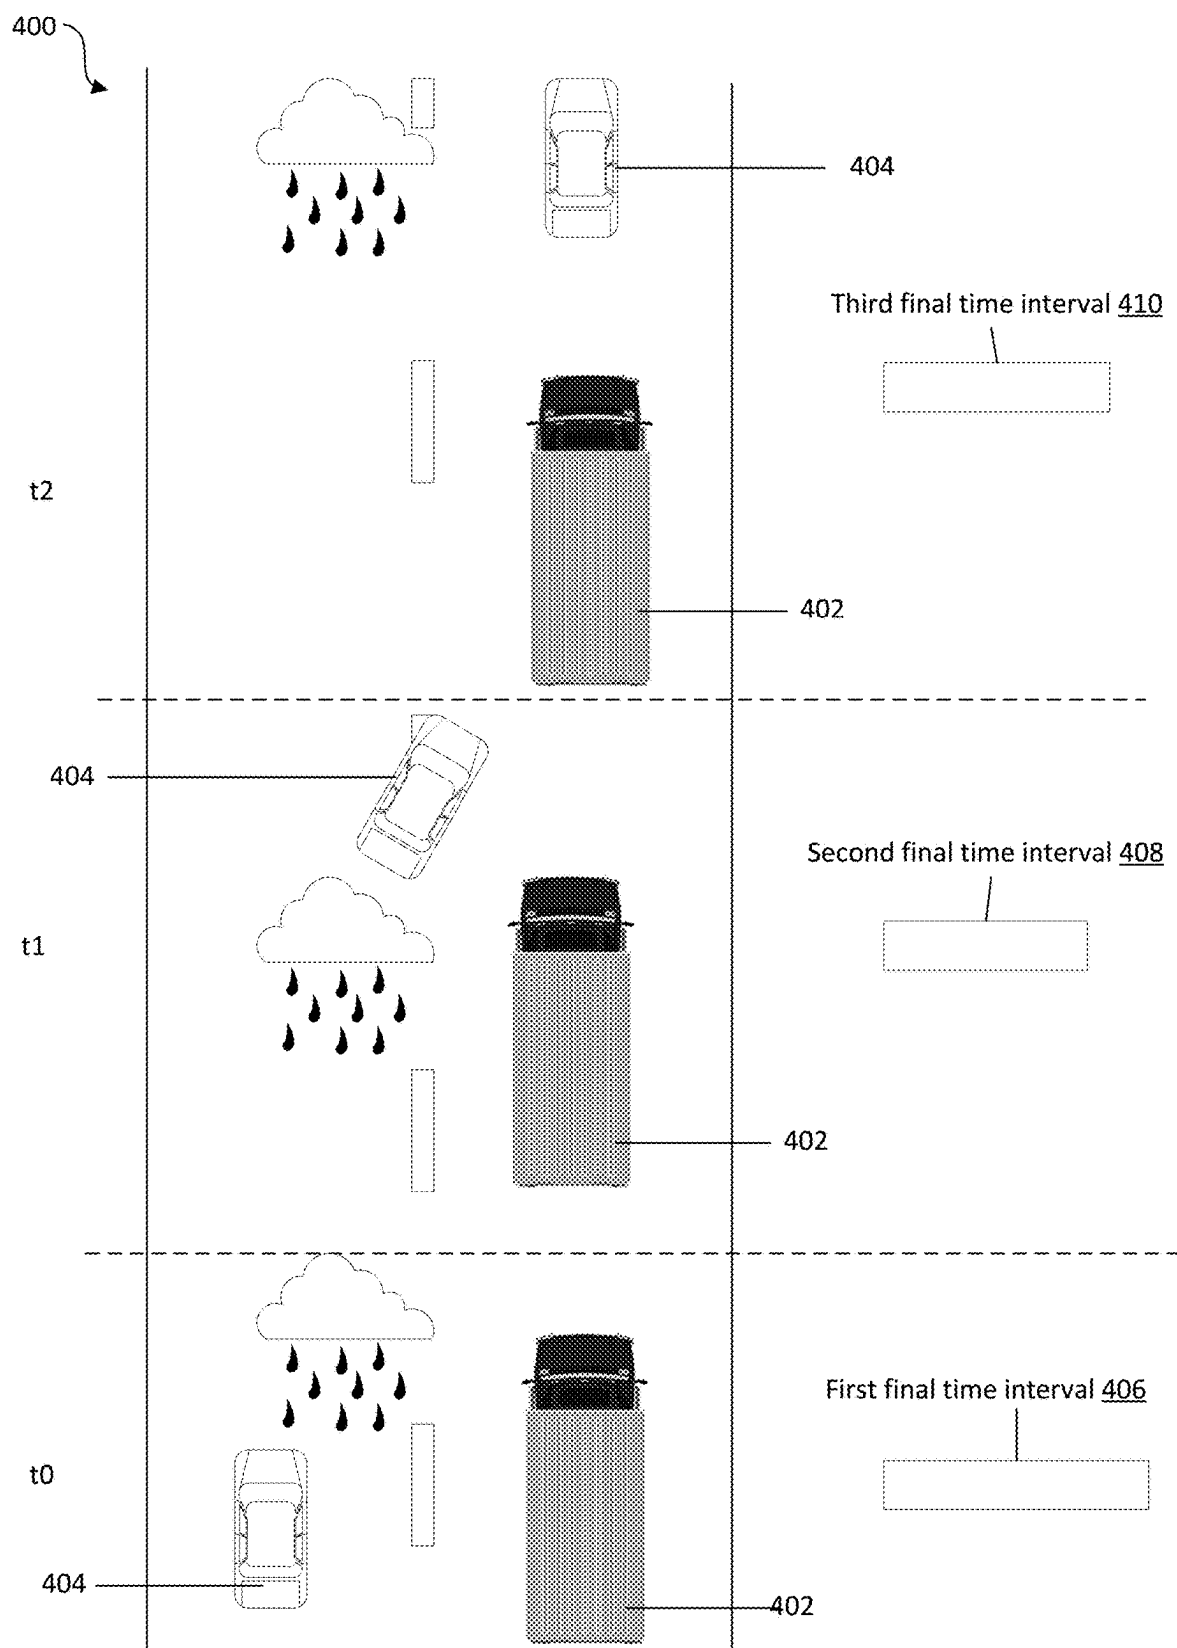 400
404
Third final time interval 410
t2
402
404
Second final time interval 408
t1
402
First final time interval 406
t0
404
402